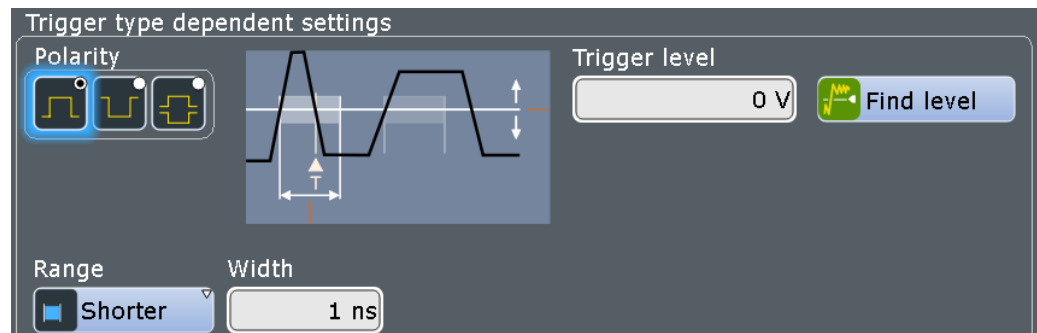 Trigger type dependent settings
Polarity
Trigger level
0 V
Find level
T
Range
Width
Shorter
1 ns